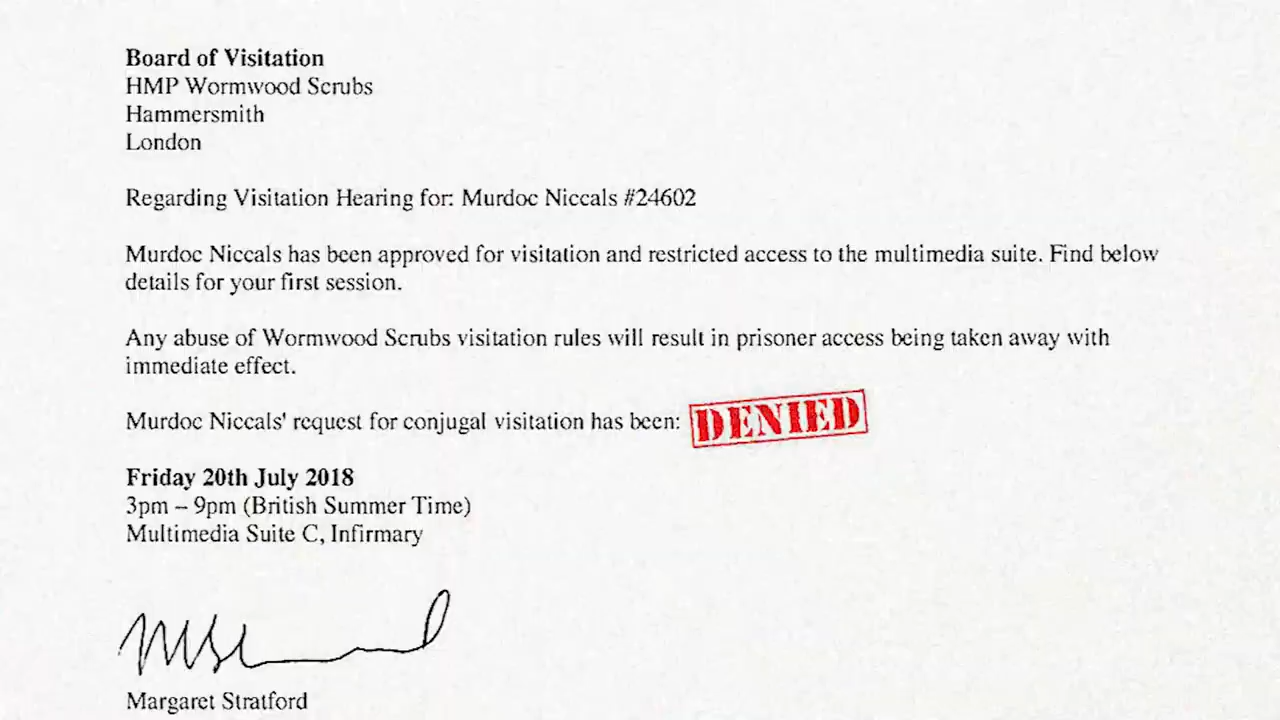 Board of Visitation
HMP Wormwood Scrubs
Hammersmith
London
Regarding Visitation Hearing for: Murdoc Niccals #24602
Murdoc Niccals has been approved for visitation and restricted access to the multimedia suite. Find below
details for your first session.
Any abuse of Wormwood Scrubs visitation rules will result in prisoner access being taken away with
immediate effect.
Murdoc Niccals' request for conjugal visitation has been: DENIED
Friday 20th July 2018
3pm – 9pm (British Summer Time)
Multimedia Suite C, Infirmary
Margaret Stratford